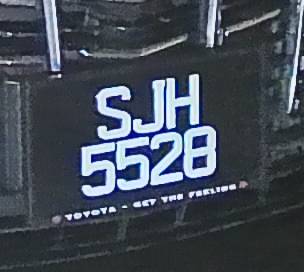 SJH
5528
TOYOTA - GET THE FEELING